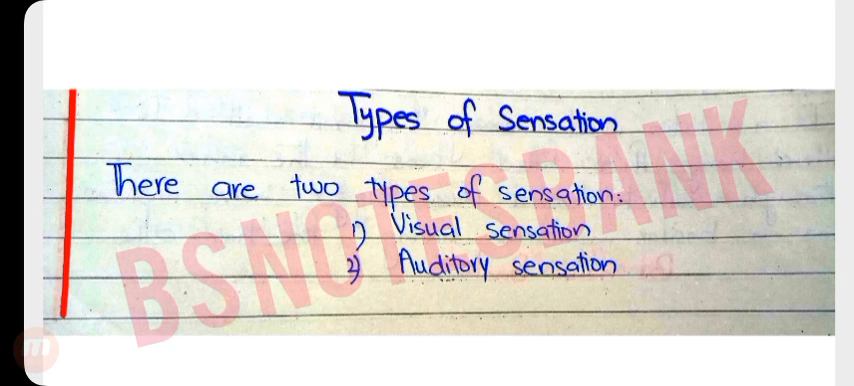 Types of Sensation
There are two types of sensation:
1) Visual sensation
2) Auditory sensation
BSNOTESBANK
m